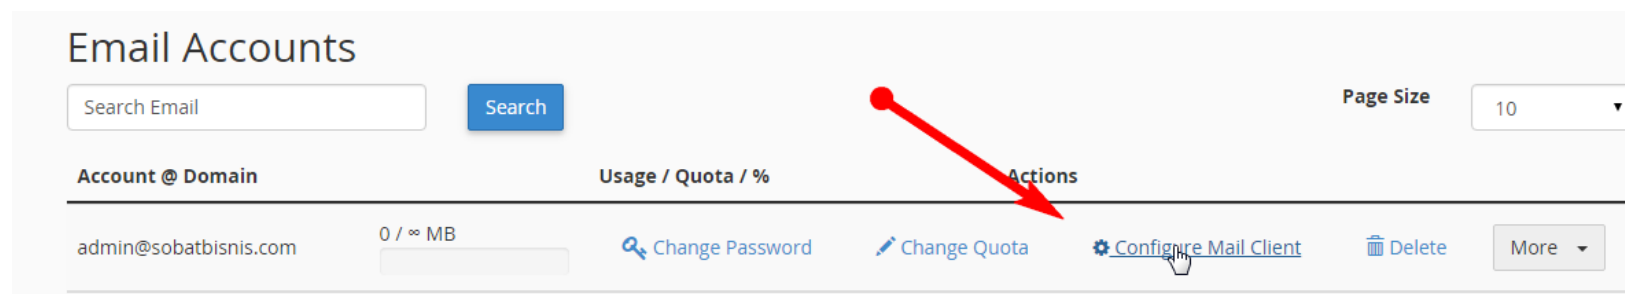 Email Accounts
Search Email Search Page Size 10
Account @ Domain Usage / Quota / % Actions
admin@sobatbisnis.com 0 / ∞ MB Change Password Change Quota Configure Mail Client Delete More